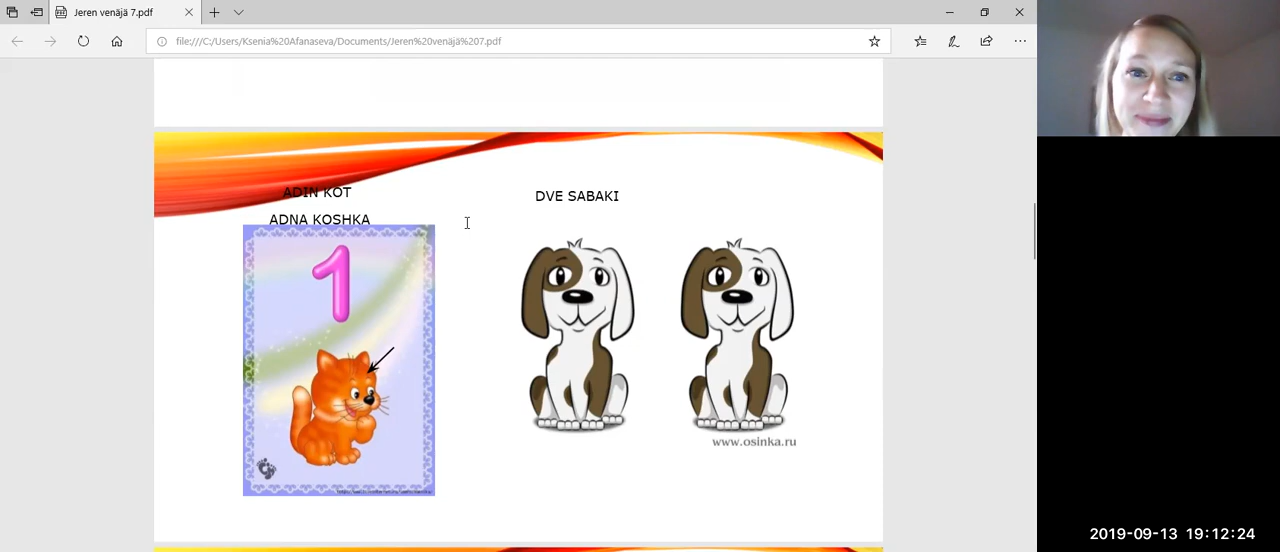 Jeren venäjä 7.pdf
file:///C:/Users/Ksenia%20Afanaseva/Documents/Jeren%20venäjä%207.pdf
ADIN KOT
ADNA KOSHKA
DVE SABAKI
1
www.osinka.ru
2019-09-13 19:12:24